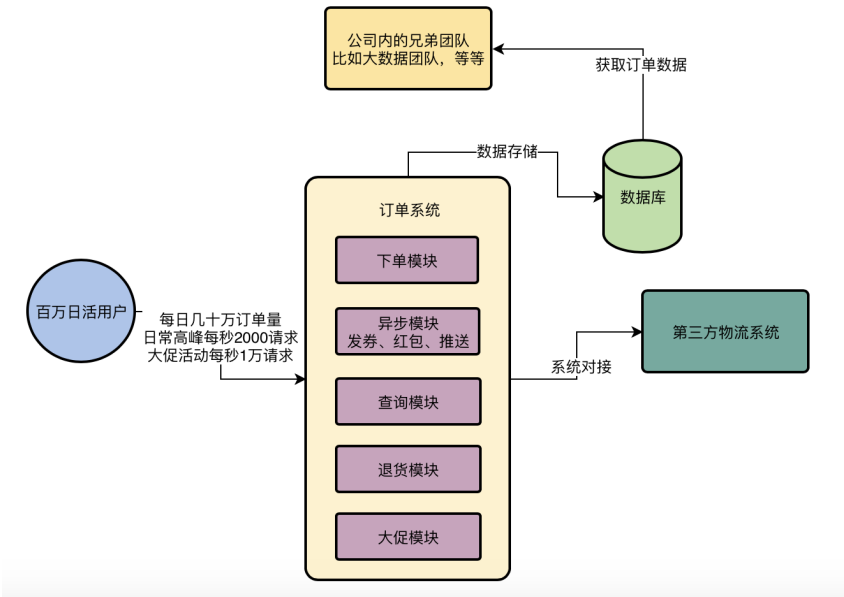 公司内的兄弟团队
比如大数据团队，等等
获取订单数据
数据存储
数据库
订单系统
下单模块
百万日活用户
每日几十万订单量
日常高峰每秒2000请求
大促活动每秒1万请求
异步模块
发券、红包、推送
第三方物流系统
系统对接
查询模块
退货模块
大促模块